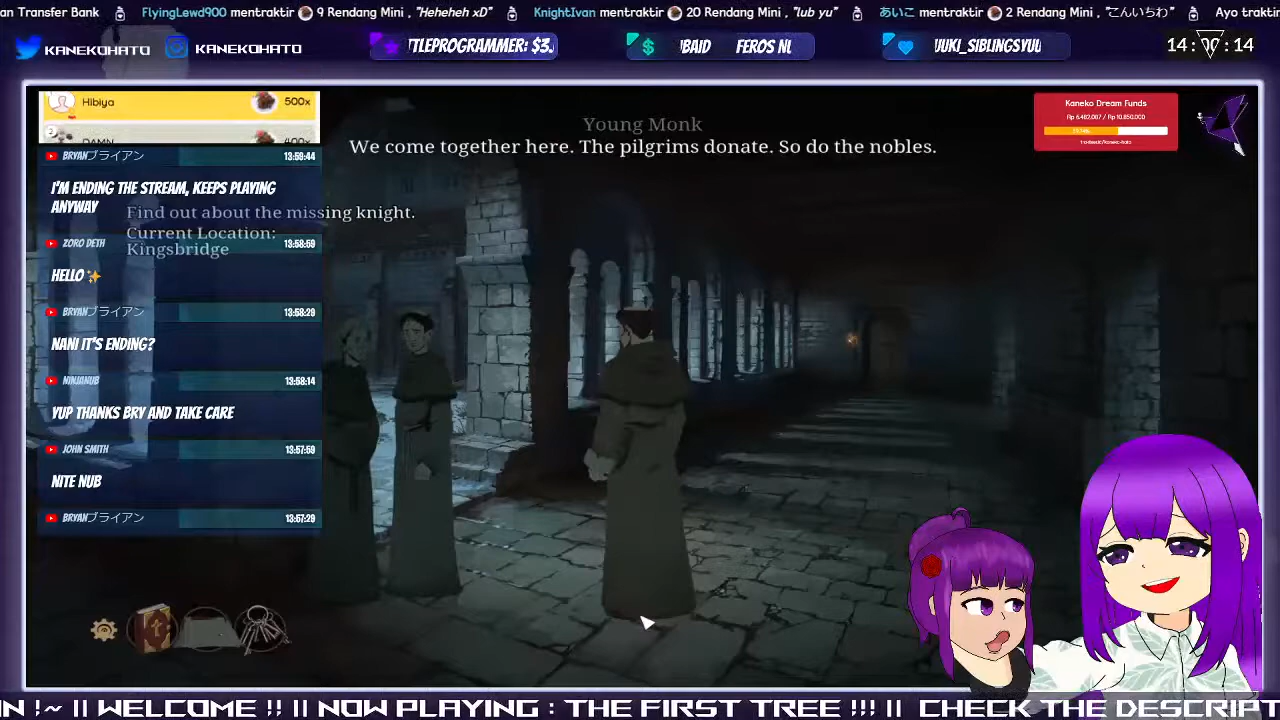 an Transfer Bank FlyingLewd900 mentraktir 9 Rendang Mini , "Heheheh xD" KnightIvan mentraktir 20 Rendang Mini , "lub yu" あいこ mentraktir 2 Rendang Mini , "こんいちわ" Ayo trakti
KANEKOHATO KANEKOHATO TLEPROGRAMMER: $3. IBAID FEROS NL YUUKI_SIBLINGSYUU 14:00:14
Hibiya 500x
DAMN 400x
Kaneko Dream Funds
Young Monk
We cook together here. The pilgrims donate. So do the nobles.
BRYANブライアン 13:59:44
I'M ENDING THE STREAM, KEEPS PLAYING
ANYWAY
Find out about the missing knight.
Current Location:
Kingsbridge
ZORO DETH 13:58:59
HELLO ✨
BRYANブライアン 13:58:29
NANI IT'S ENDING?
NINJANUB 13:58:14
YUP THANKS BRY AND TAKE CARE
JOHN SMITH 13:57:59
NITE NUB
BRYANブライアン 13:57:29
N !~ || WELCOME !! || NOW PLAYING : THE FIRST TREE !!! || CHECK THE DESCRIPT